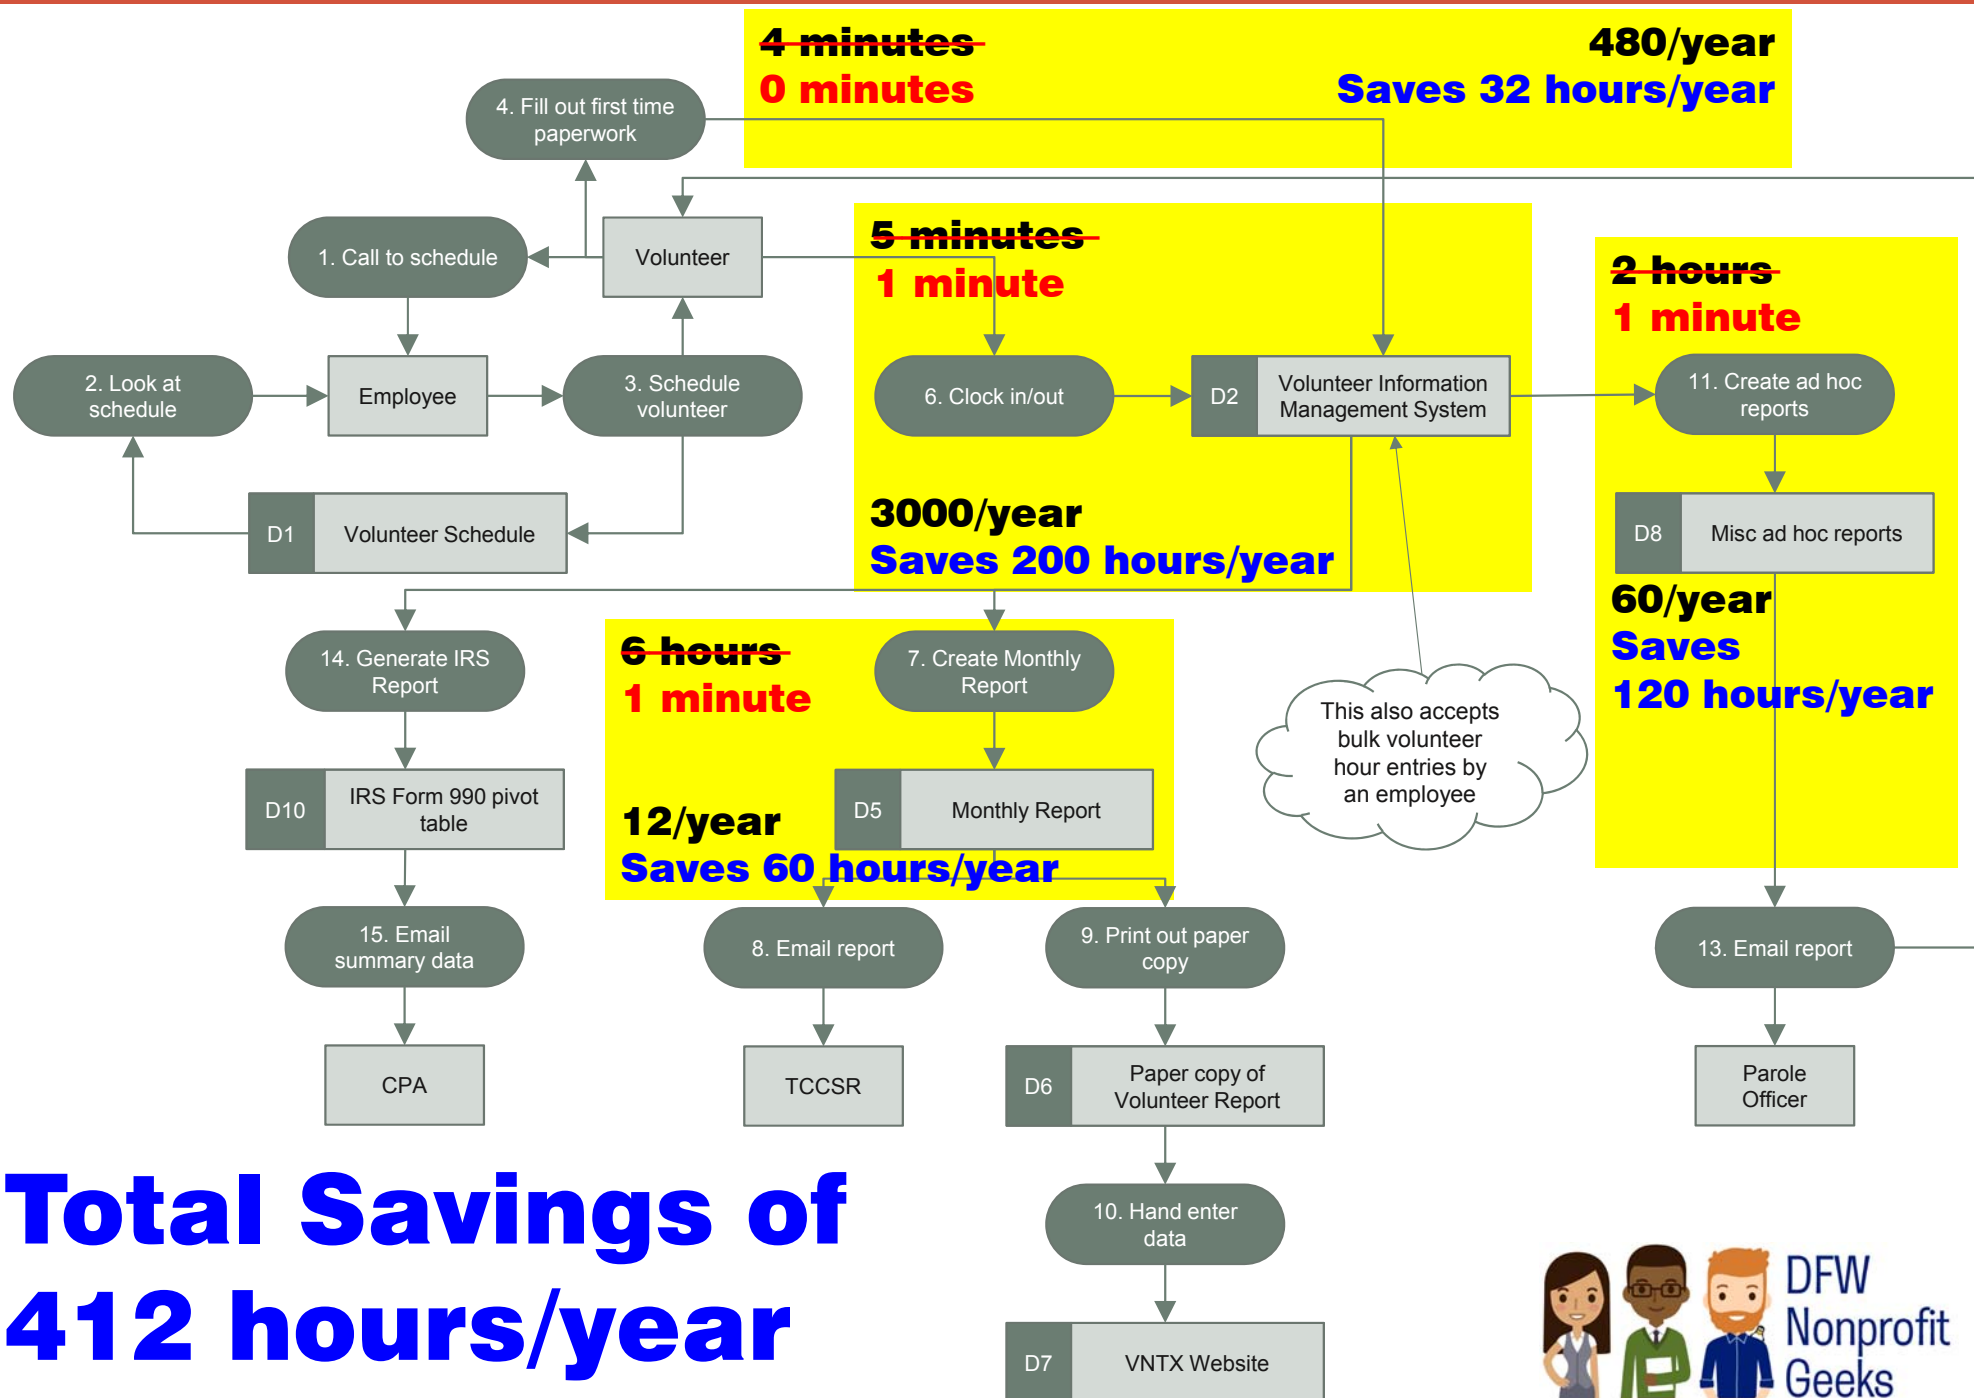 4 minutes
0 minutes
480/year
Saves 32 hours/year
4. Fill out first time
paperwork
1. Call to schedule
Volunteer
5 minutes
1 minute
2 hours
1 minute
2. Look at
schedule
Employee
3. Schedule
volunteer
6. Clock in/out
D2
Volunteer Information
Management System
11. Create ad hoc
reports
D1
Volunteer Schedule
3000/year
Saves 200 hours/year
D8
Misc ad hoc reports
60/year
Saves
120 hours/year
14. Generate IRS
Report
6 hours
1 minute
7. Create Monthly
Report
This also accepts
bulk volunteer
hour entries by
an employee
D10
IRS Form 990 pivot
table
12/year
Saves 60 hours/year
D5
Monthly Report
15. Email
summary data
8. Email report
9. Print out paper
copy
13. Email report
CPA
TCCSR
D6
Paper copy of
Volunteer Report
Parole
Officer
Total Savings of
412 hours/year
10. Hand enter
data
D7
VNTX Website
DFW
Nonprofit
Geeks